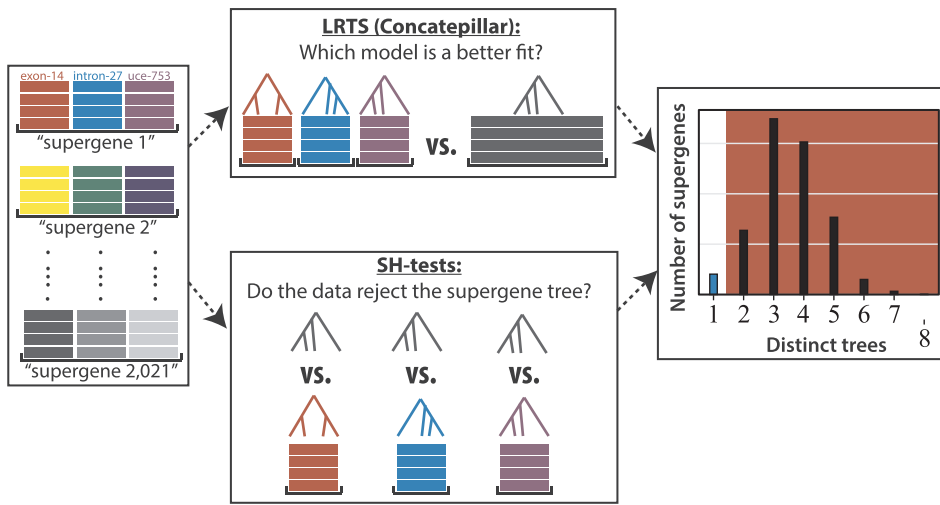 exon-14 intron-27 uce-753
“supergene 1”
“supergene 2”
“supergene 2,021”
LRTS (Concatepillar):
Which model is a better fit?
vs.
SH-tests:
Do the data reject the supergene tree?
vs. vs. vs.
Number of supergenes
1 2 3 4 5 6 7 8
Distinct trees